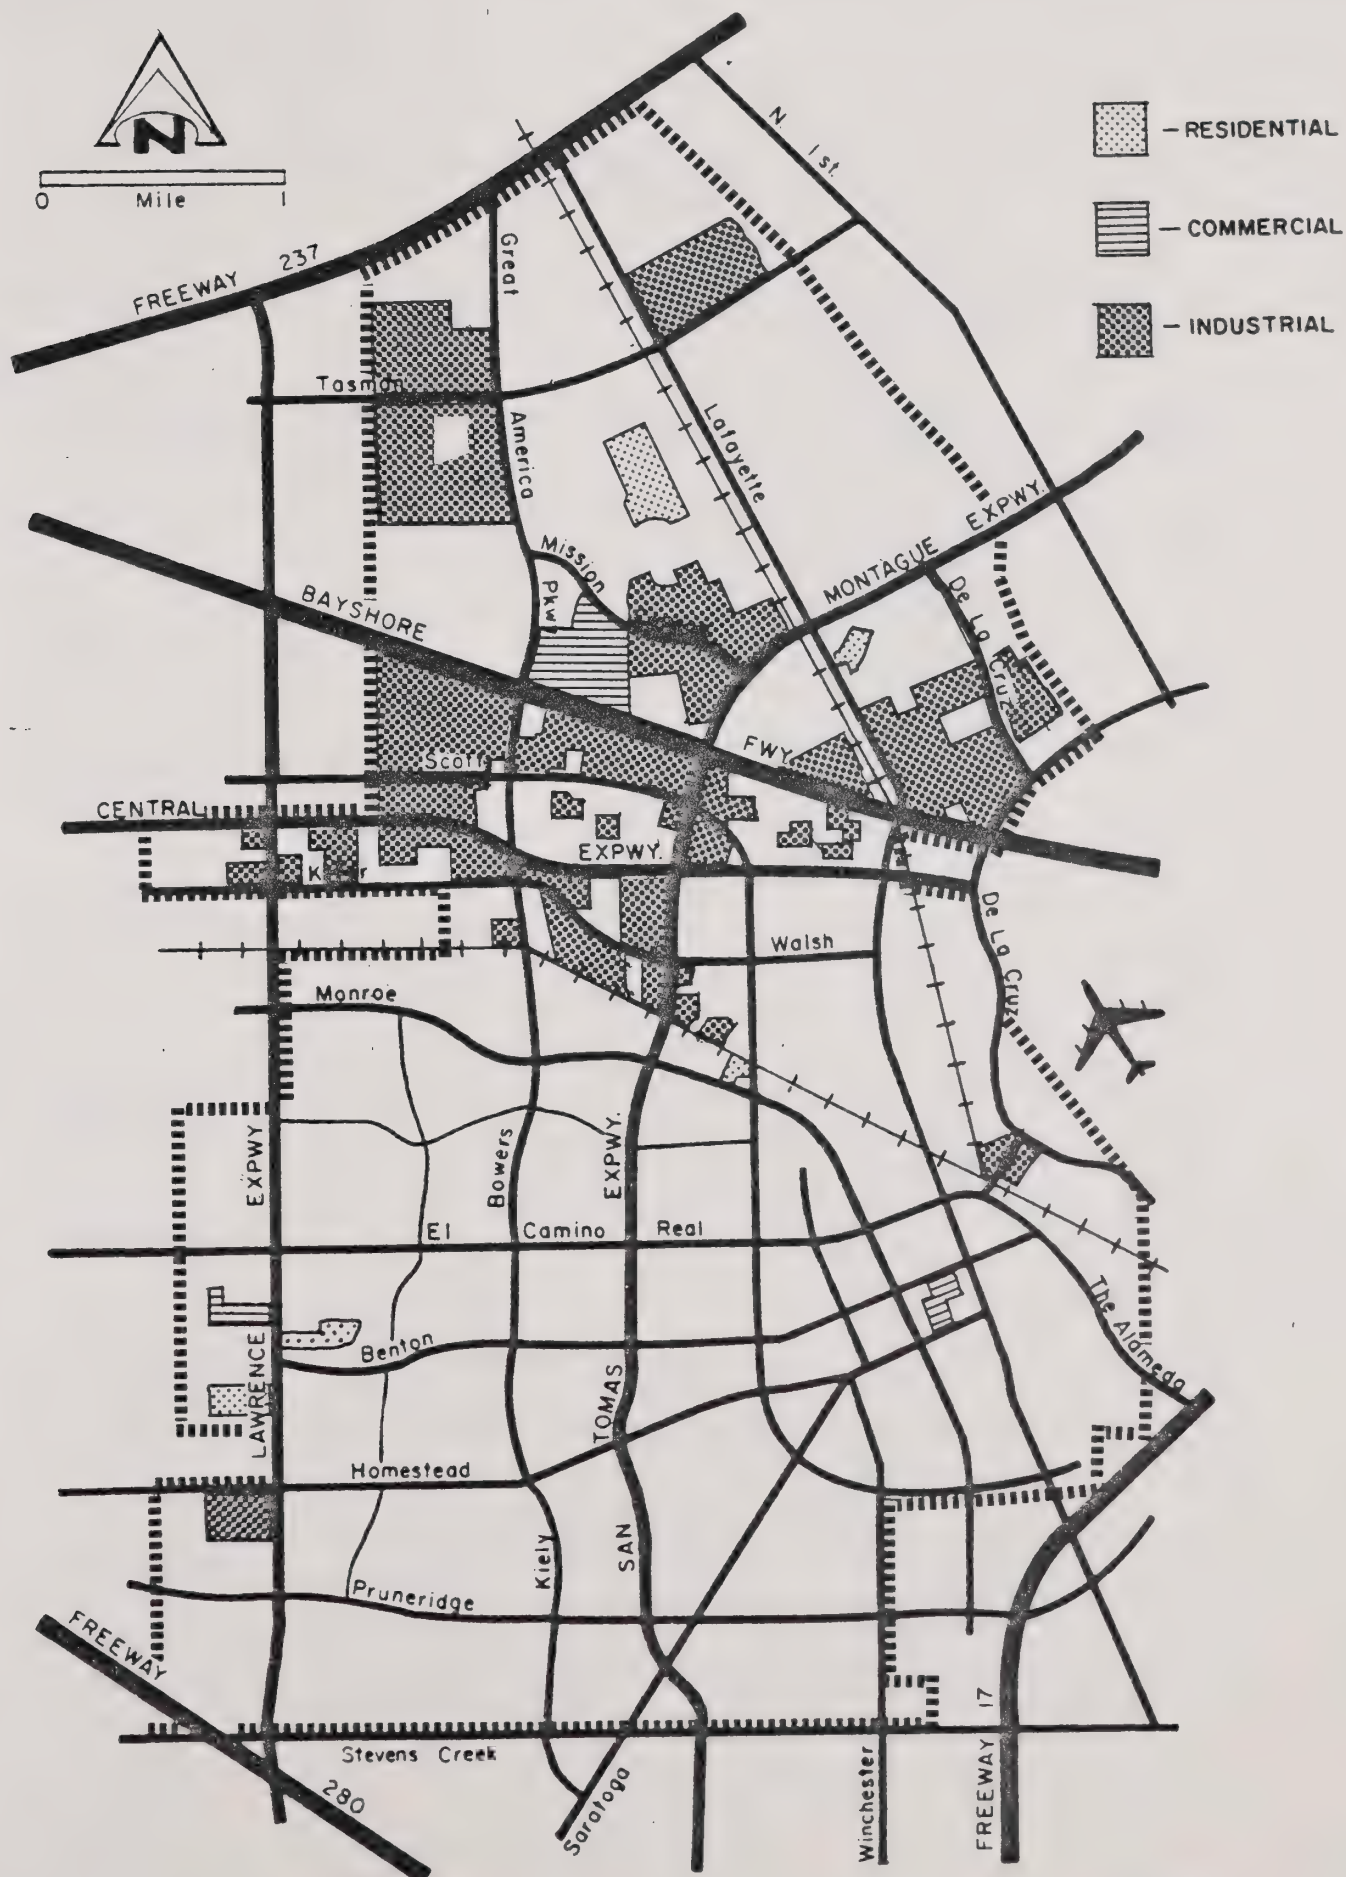 N
0 Mile 1
- RESIDENTIAL
- COMMERCIAL
- INDUSTRIAL
N. 1st.
FREEWAY 237
Great America Pkwy
Tasman
Lafayette
Mission
MONTAGUE EXPWY.
De La Cruz
BAYSHORE FWY.
Scott
CENTRAL EXPWY.
Walsh
De La Cruz
Monroe
Bowers
LAWRENCE EXPWY
SAN TOMAS EXPWY.
El Camino Real
Benton
The Alameda
Homestead
Kiely
Pruneridge
FREEWAY 280
Stevens Creek
Saratoga
Winchester
FREEWAY 17